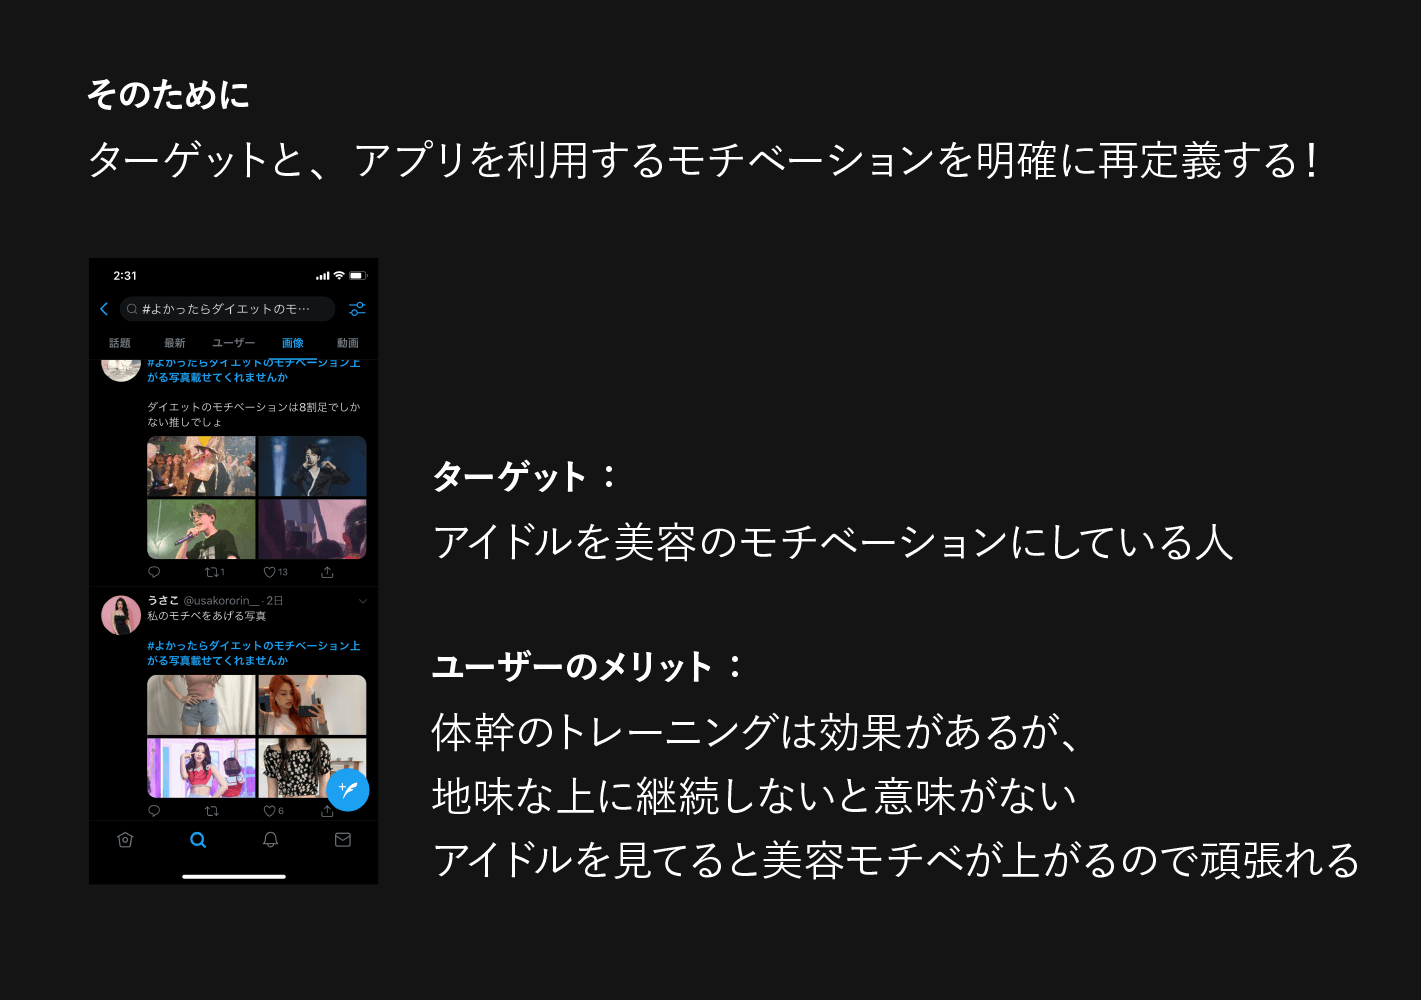 そのために
ターゲットと、アプリを利用するモチベーションを明確に再定義する！
2:31
#よかったらダイエットのモ…
話題 最新 ユーザー 画像 動画
#よかったらダイエットのモチベーション上
がる写真載せてくれませんか
ダイエットのモチベーションは8割足でしか
ない推しでしょ
1 13
うさこ @usakororin__ · 2日
私のモチベをあげる写真
#よかったらダイエットのモチベーション上
がる写真載せてくれませんか
6
ターゲット：
アイドルを美容のモチベーションにしている人
ユーザーのメリット：
体幹のトレーニングは効果があるが、
地味な上に継続しないと意味がない
アイドルを見てると美容モチベが上がるので頑張れる